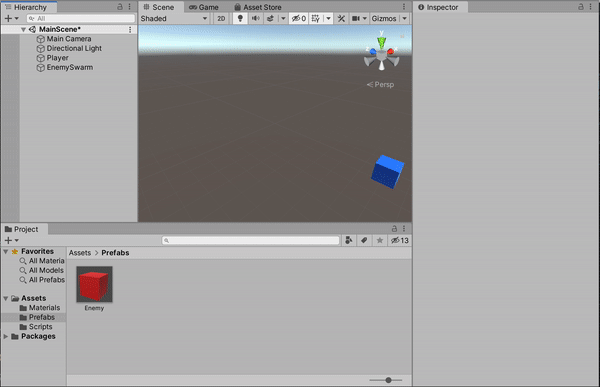 Hierarchy
All
MainScene*
Main Camera
Directional Light
Player
EnemySwarm
Scene
Game
Asset Store
Shaded
2D
0
Gizmos
y
Persp
Inspector
Project
13
Favorites
All Materia
All Models
All Prefabs
Assets
Materials
Prefabs
Scripts
Packages
Assets > Prefabs
Enemy